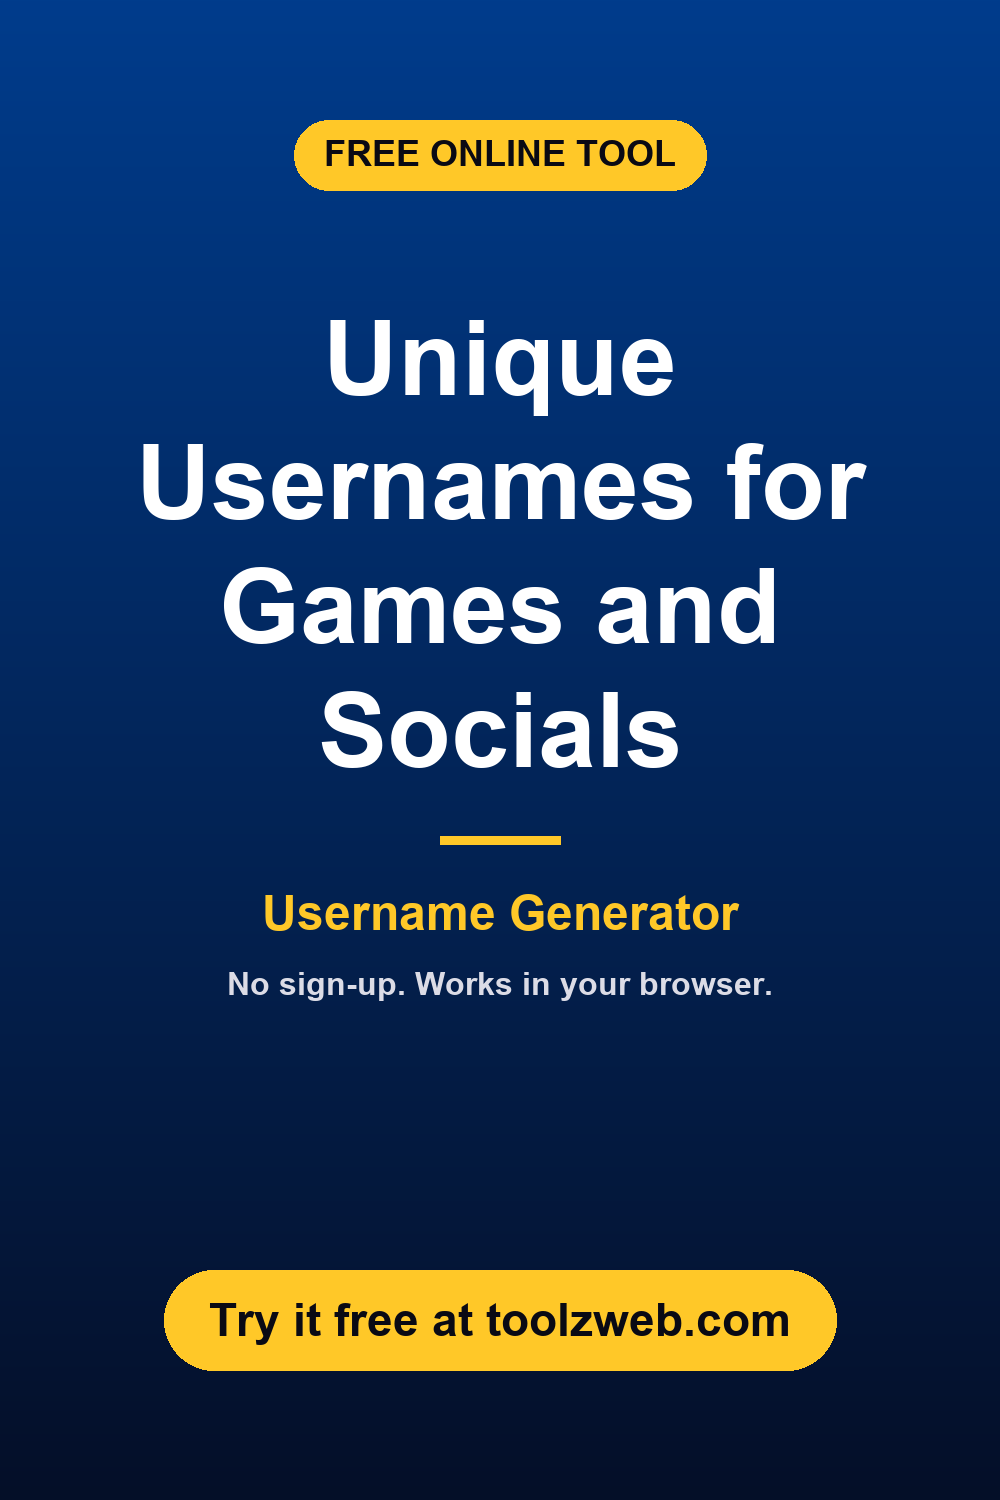 FREE ONLINE TOOL
Unique
Usernames for
Games and
Socials
Username Generator
No sign-up. Works in your browser.
Try it free at toolzweb.com